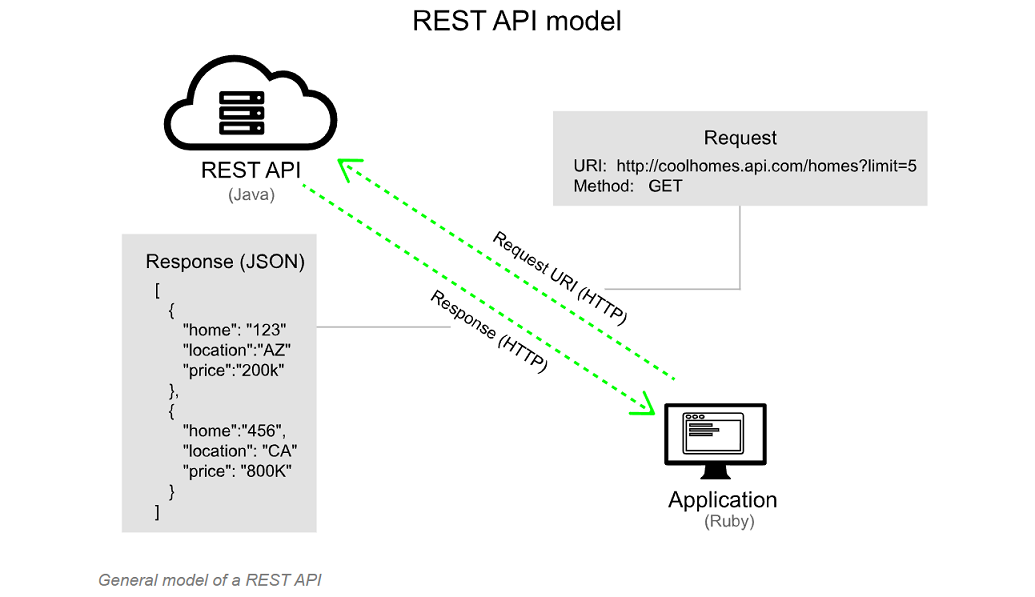 REST API model
REST API
(Java)
Request
URI: http://coolhomes.api.com/homes?limit=5
Method: GET
Request URI (HTTP)
Response (HTTP)
Response (JSON)
[
{
"home": "123"
"location":"AZ"
"price":"200k"
},
{
"home":"456",
"location": "CA"
"price": "800K"
}
]
Application
(Ruby)
General model of a REST API